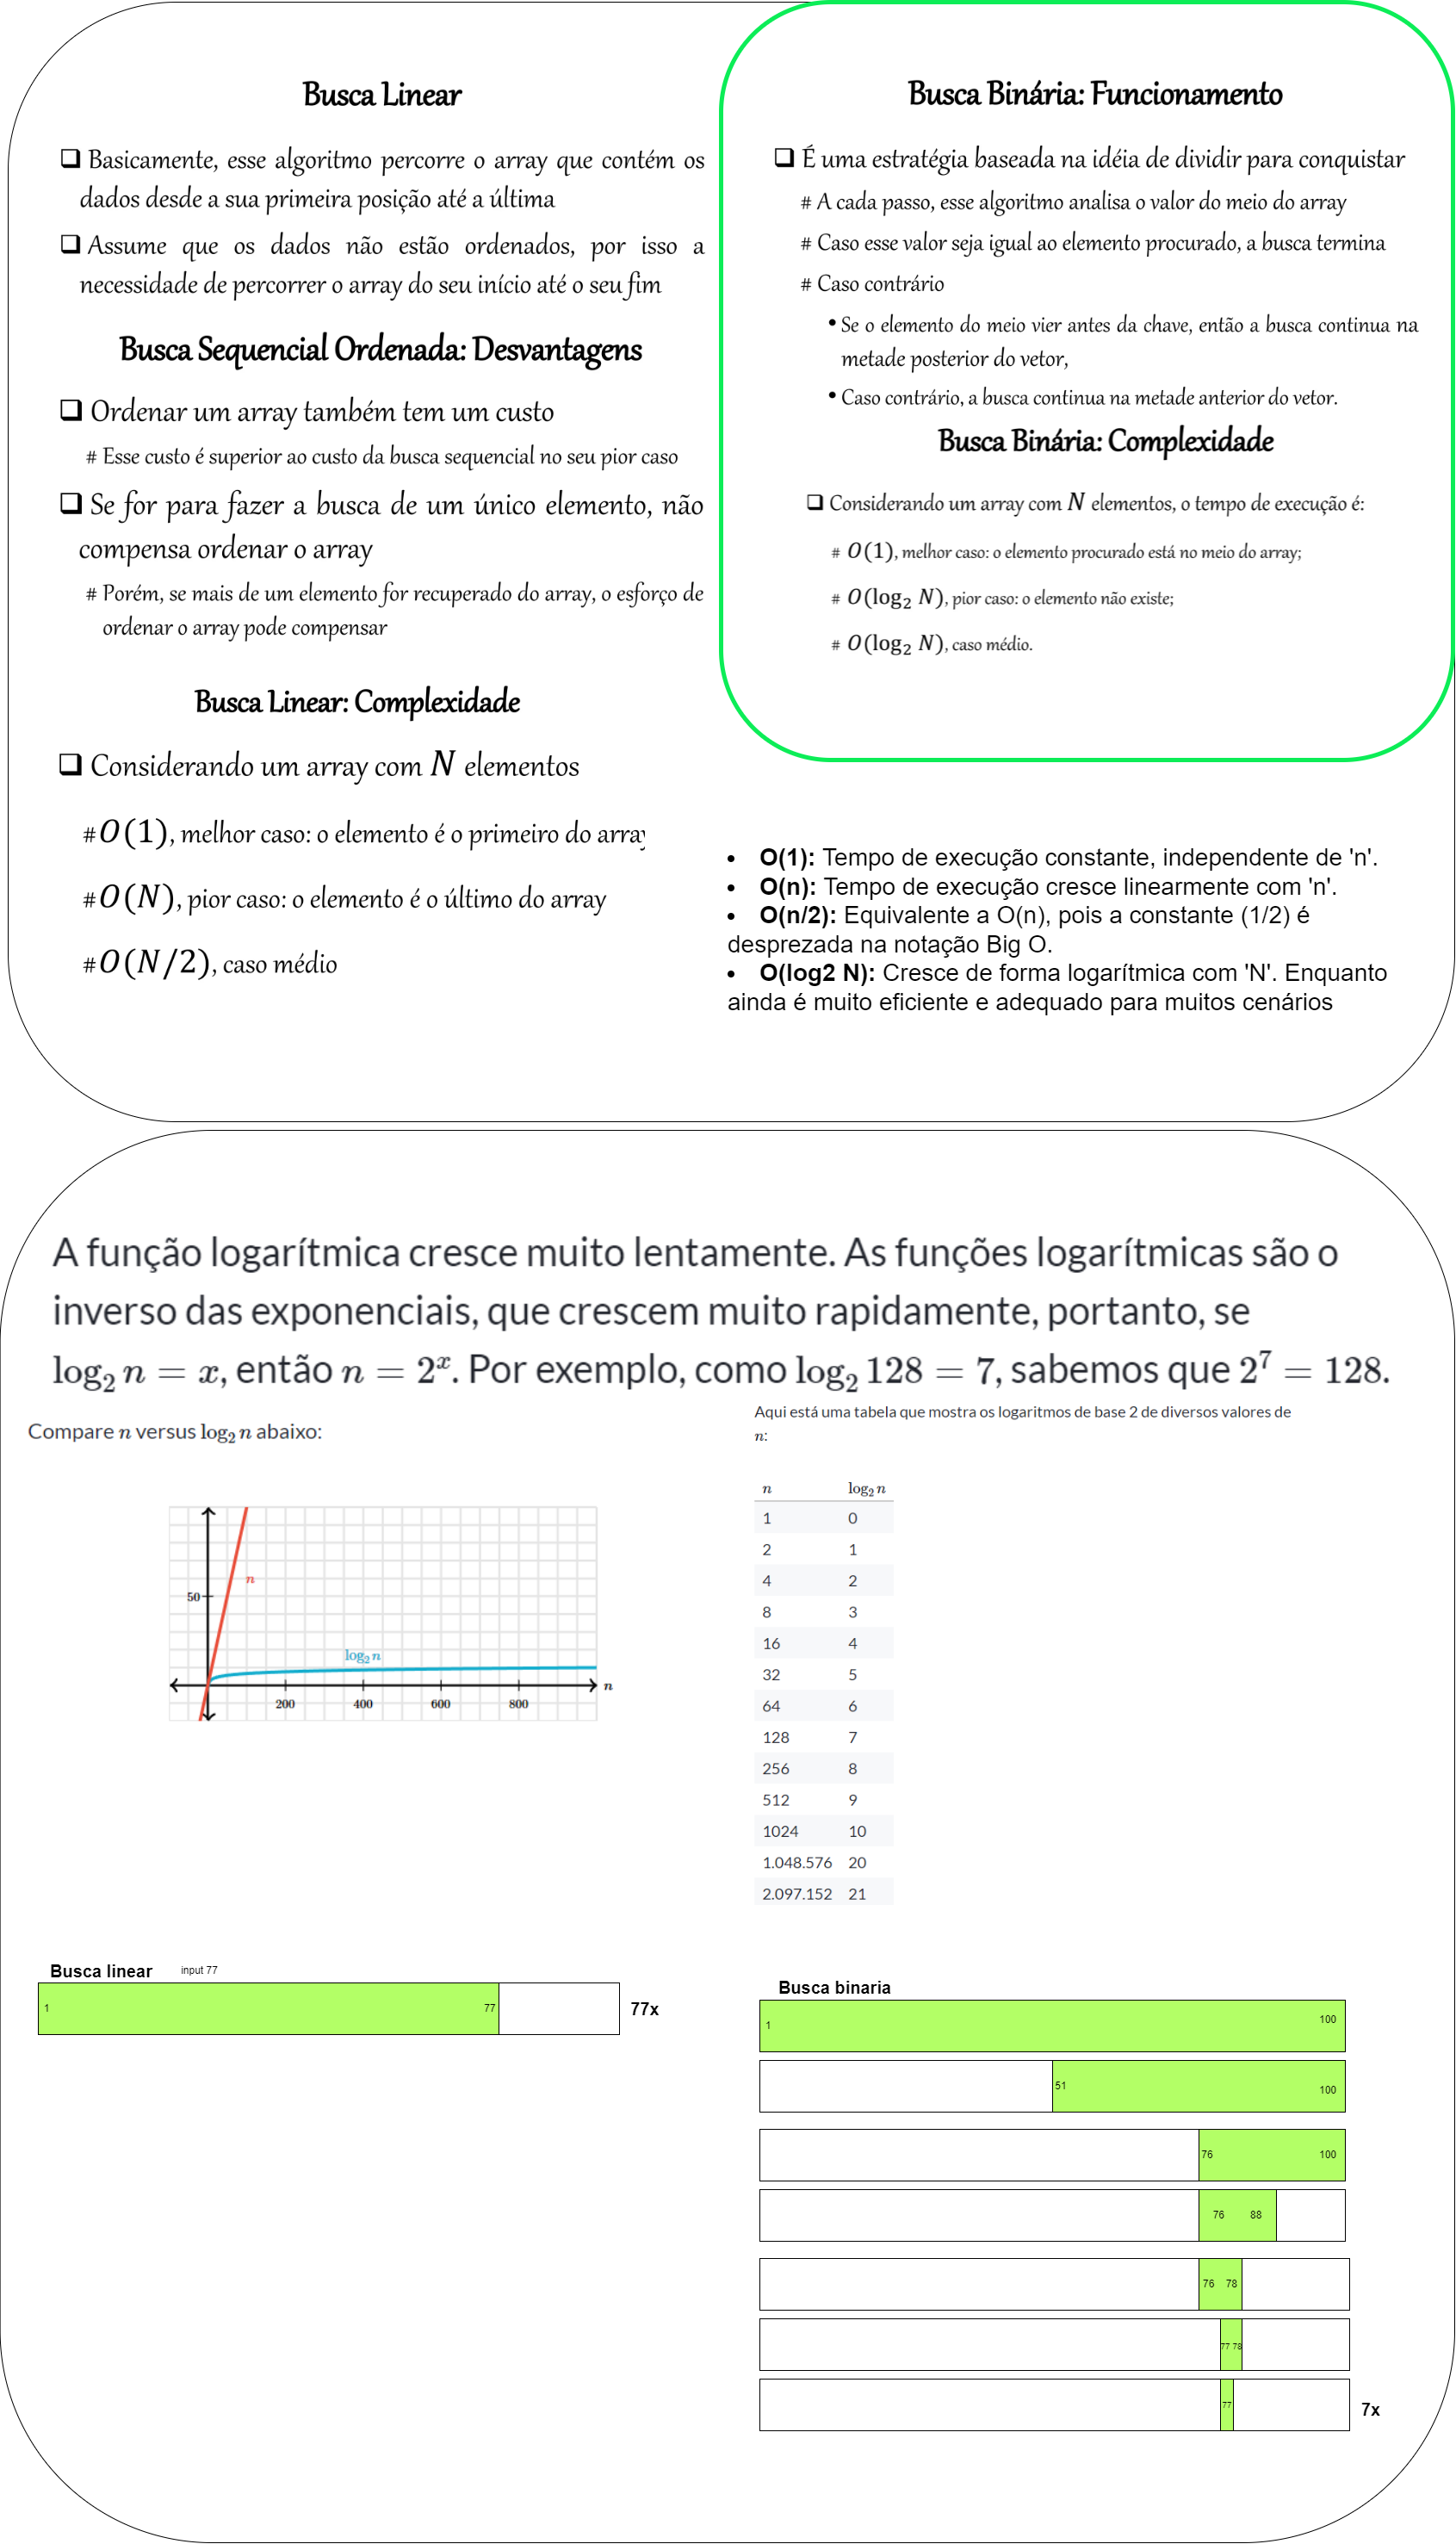 Busca Linear
❑ Basicamente, esse algoritmo percorre o array que contém os
dados desde a sua primeira posição até a última
❑ Assume que os dados não estão ordenados, por isso a
necessidade de percorrer o array do seu início até o seu fim
Busca Sequencial Ordenada: Desvantagens
❑ Ordenar um array também tem um custo
# Esse custo é superior ao custo da busca sequencial no seu pior caso
❑ Se for para fazer a busca de um único elemento, não
compensa ordenar o array
# Porém, se mais de um elemento for recuperado do array, o esforço de
ordenar o array pode compensar
Busca Linear: Complexidade
❑ Considerando um array com N elementos
# O(1), melhor caso: o elemento é o primeiro do array
# O(N), pior caso: o elemento é o último do array
# O(N/2), caso médio
Busca Binária: Funcionamento
❑ É uma estratégia baseada na idéia de dividir para conquistar
# A cada passo, esse algoritmo analisa o valor do meio do array
# Caso esse valor seja igual ao elemento procurado, a busca termina
# Caso contrário
• Se o elemento do meio vier antes da chave, então a busca continua na
metade posterior do vetor,
• Caso contrário, a busca continua na metade anterior do vetor.
Busca Binária: Complexidade
❑ Considerando um array com N elementos, o tempo de execução é:
# O(1), melhor caso: o elemento procurado está no meio do array;
# O(log₂ N), pior caso: o elemento não existe;
# O(log₂ N), caso médio.
• O(1): Tempo de execução constante, independente de 'n'.
• O(n): Tempo de execução cresce linearmente com 'n'.
• O(n/2): Equivalente a O(n), pois a constante (1/2) é
desprezada na notação Big O.
• O(log2 N): Cresce de forma logarítmica com 'N'. Enquanto
ainda é muito eficiente e adequado para muitos cenários
A função logarítmica cresce muito lentamente. As funções logarítmicas são o
inverso das exponenciais, que crescem muito rapidamente, portanto, se
log₂ n = x, então n = 2ˣ. Por exemplo, como log₂ 128 = 7, sabemos que 2⁷ = 128.
Compare n versus log₂ n abaixo:
n
50
log₂ n
n
200 400 600 800
Aqui está uma tabela que mostra os logaritmos de base 2 de diversos valores de
n:
n log₂ n
1 0
2 1
4 2
8 3
16 4
32 5
64 6
128 7
256 8
512 9
1024 10
1.048.576 20
2.097.152 21
Busca linear input 77
1 77 77x
Busca binaria
1 100
51 100
76 100
76 88
76 78
77 78
77 7x